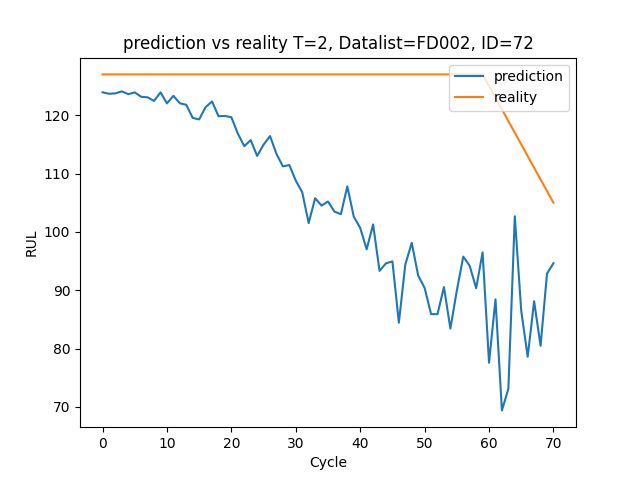 prediction vs reality T=2, Datalist=FD002, ID=72
prediction
reality
RUL
120
110
100
90
80
70
0 10 20 30 40 50 60 70
Cycle